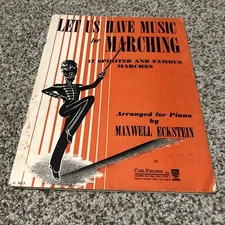 LET US HAVE MUSIC
for MARCHING
17 SPIRITED AND FAMOUS
MARCHES
Arranged for Piano
by
MAXWELL ECKSTEIN
75
CARL FISCHER